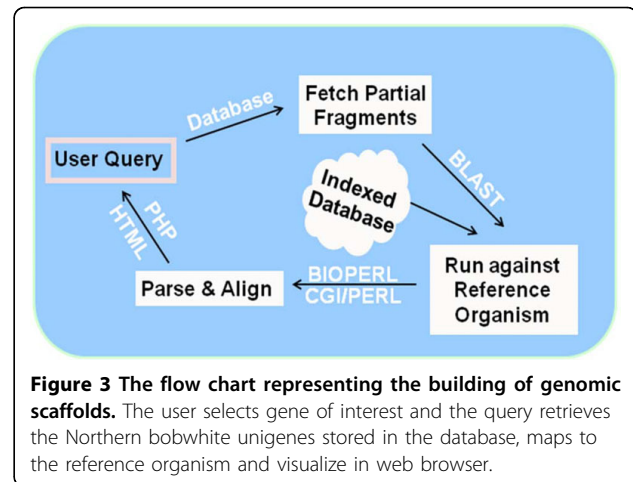 Database
Fetch Partial
Fragments
User Query
BLAST
Indexed
Database
PHP
HTML
BIOPERL
CGI/PERL
Parse & Align
Run against
Reference
Organism
Figure 3 The flow chart representing the building of genomic
scaffolds. The user selects gene of interest and the query retrieves
the Northern bobwhite unigenes stored in the database, maps to
the reference organism and visualize in web browser.